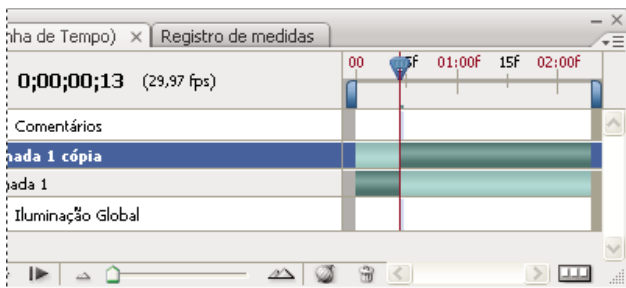 nha de Tempo) × Registro de medidas
00 5f 01:00f 15f 02:00f
0;00;00;13 (29,97 fps)
Comentários
nada 1 cópia
nada 1
Iluminação Global